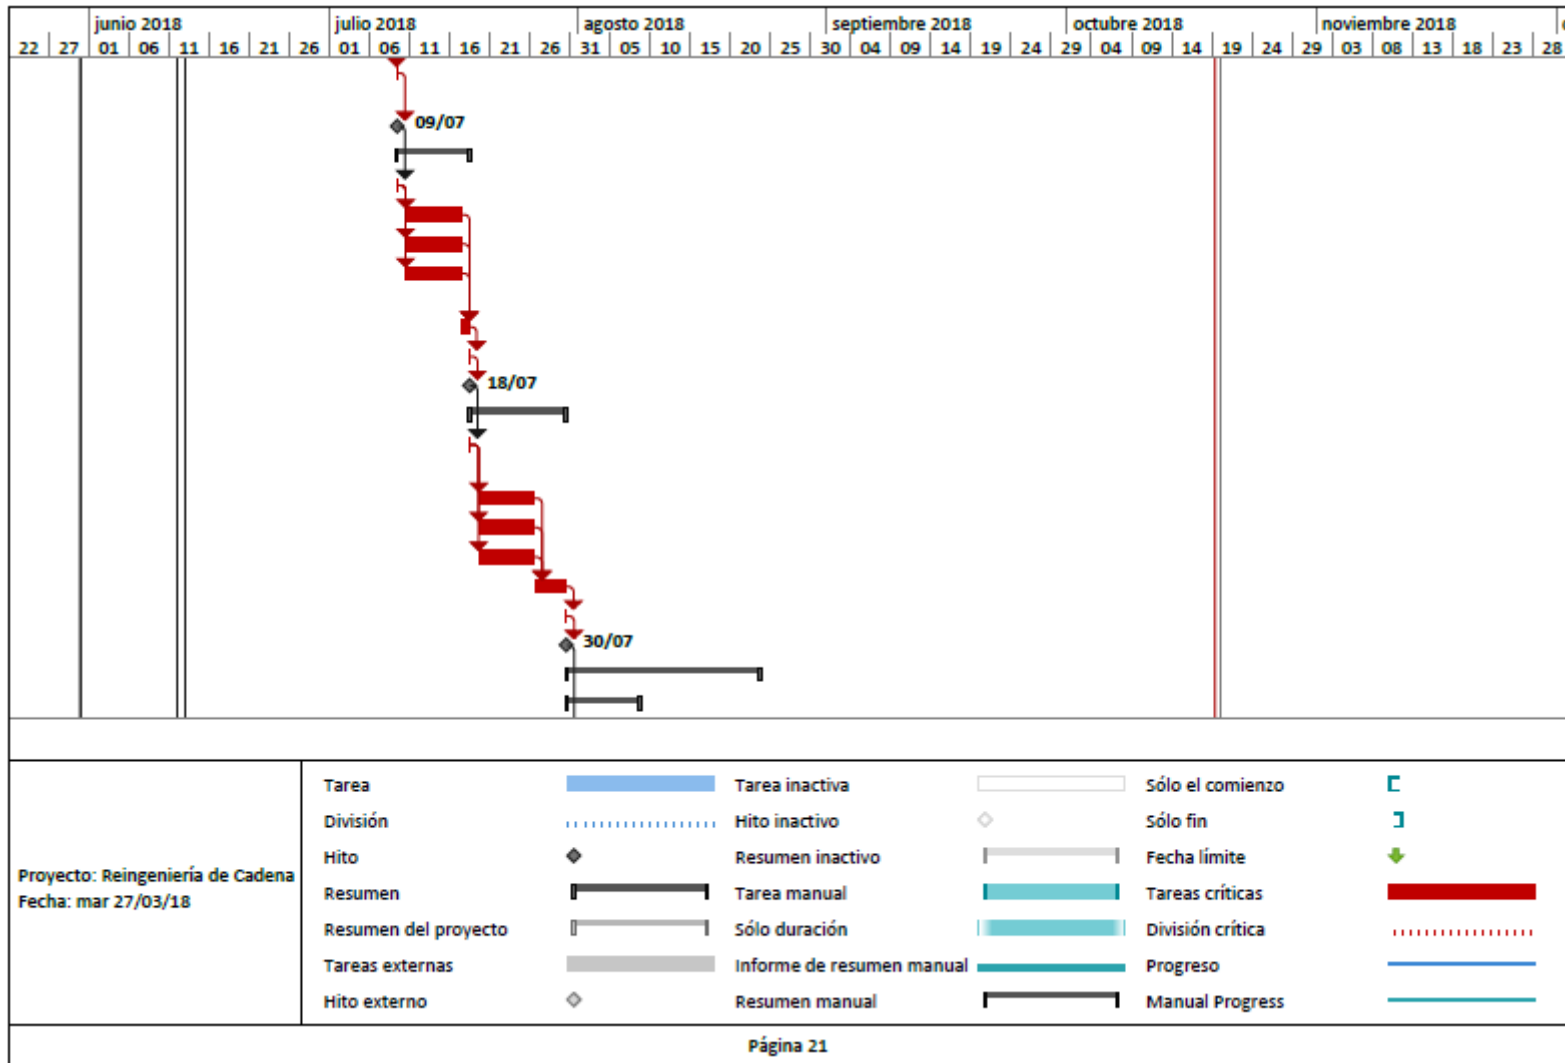 junio 2018 julio 2018 agosto 2018 septiembre 2018 octubre 2018 noviembre 2018
22 27 01 06 11 16 21 26 01 06 11 16 21 26 31 05 10 15 20 25 30 04 09 14 19 24 29 04 09 14 19 24 29 03 08 13 18 23 28
09/07
18/07
30/07
Proyecto: Reingeniería de Cadena
Fecha: mar 27/03/18
Tarea
División
Hito
Resumen
Resumen del proyecto
Tareas externas
Hito externo
Tarea inactiva
Hito inactivo
Resumen inactivo
Tarea manual
Sólo duración
Informe de resumen manual
Resumen manual
Sólo el comienzo
Sólo fin
Fecha límite
Tareas críticas
División crítica
Progreso
Manual Progress
Página 21